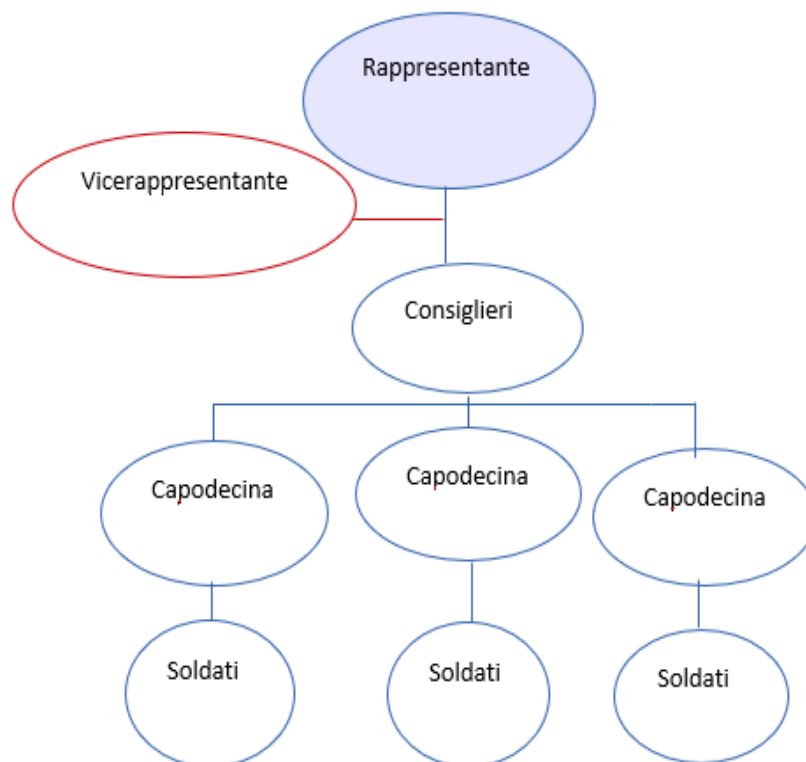 Rappresentante
Vicerappresentante
Consiglieri
Capodecina
Capodecina
Capodecina
Soldati
Soldati
Soldati